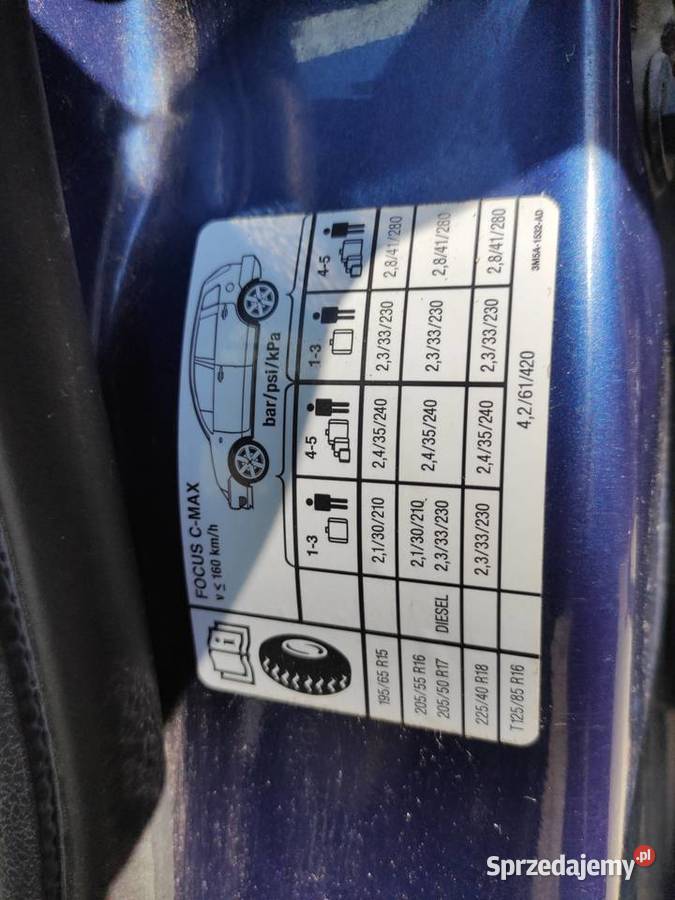 FOCUS C-MAX
v ≤ 160 km/h
bar/psi/kPa
1-3 4-5 1-3 4-5
195/65 R15 2,1/30/210 2,4/35/240 2,3/33/230 2,8/41/280
205/55 R16 2,1/30/210 2,4/35/240 2,3/33/230 2,8/41/280
205/50 R17 DIESEL 2,3/33/230
225/40 R18 2,3/33/230 2,4/35/240 2,3/33/230 2,8/41/280
T125/85 R16 4,2/61/420
3M5A-1532-AD
Sprzedajemy.pl